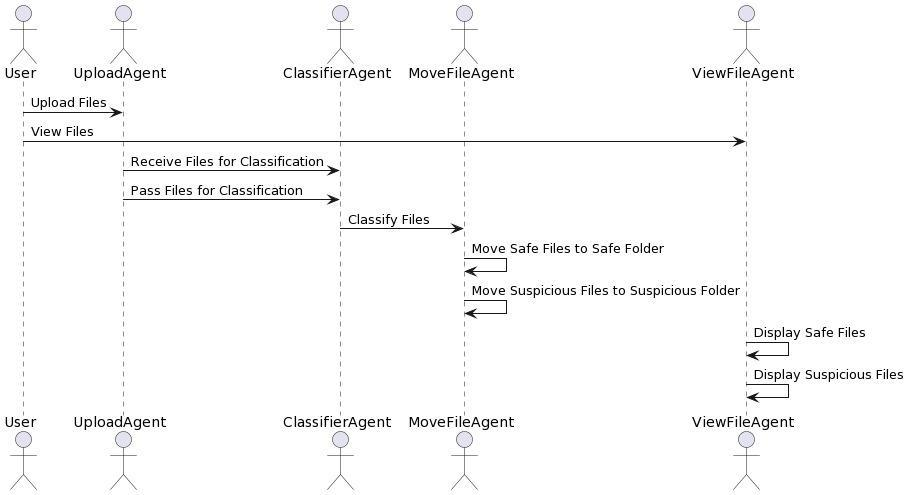 User UploadAgent ClassifierAgent MoveFileAgent ViewFileAgent
Upload Files
View Files
Receive Files for Classification
Pass Files for Classification
Classify Files
Move Safe Files to Safe Folder
Move Suspicious Files to Suspicious Folder
Display Safe Files
Display Suspicious Files
User UploadAgent ClassifierAgent MoveFileAgent ViewFileAgent